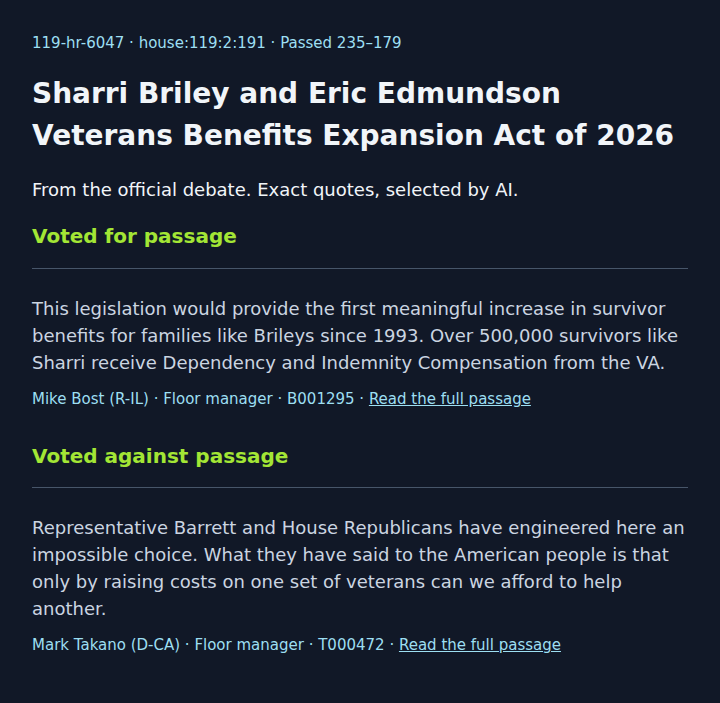 119-hr-6047 · house:119:2:191 · Passed 235–179
Sharri Briley and Eric Edmundson
Veterans Benefits Expansion Act of 2026
From the official debate. Exact quotes, selected by AI.
Voted for passage
This legislation would provide the first meaningful increase in survivor
benefits for families like Brileys since 1993. Over 500,000 survivors like
Sharri receive Dependency and Indemnity Compensation from the VA.
Mike Bost (R-IL) · Floor manager · B001295 · Read the full passage
Voted against passage
Representative Barrett and House Republicans have engineered here an
impossible choice. What they have said to the American people is that
only by raising costs on one set of veterans can we afford to help
another.
Mark Takano (D-CA) · Floor manager · T000472 · Read the full passage